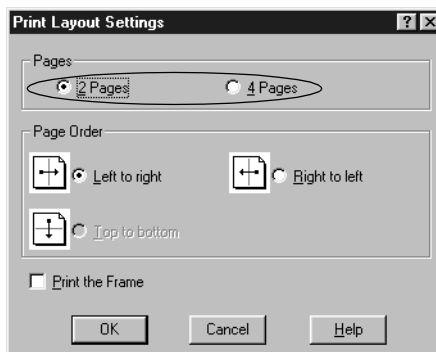 Print Layout Settings
Pages
2 Pages 4 Pages
Page Order
Left to right Right to left
Top to bottom
Print the Frame
OK Cancel Help